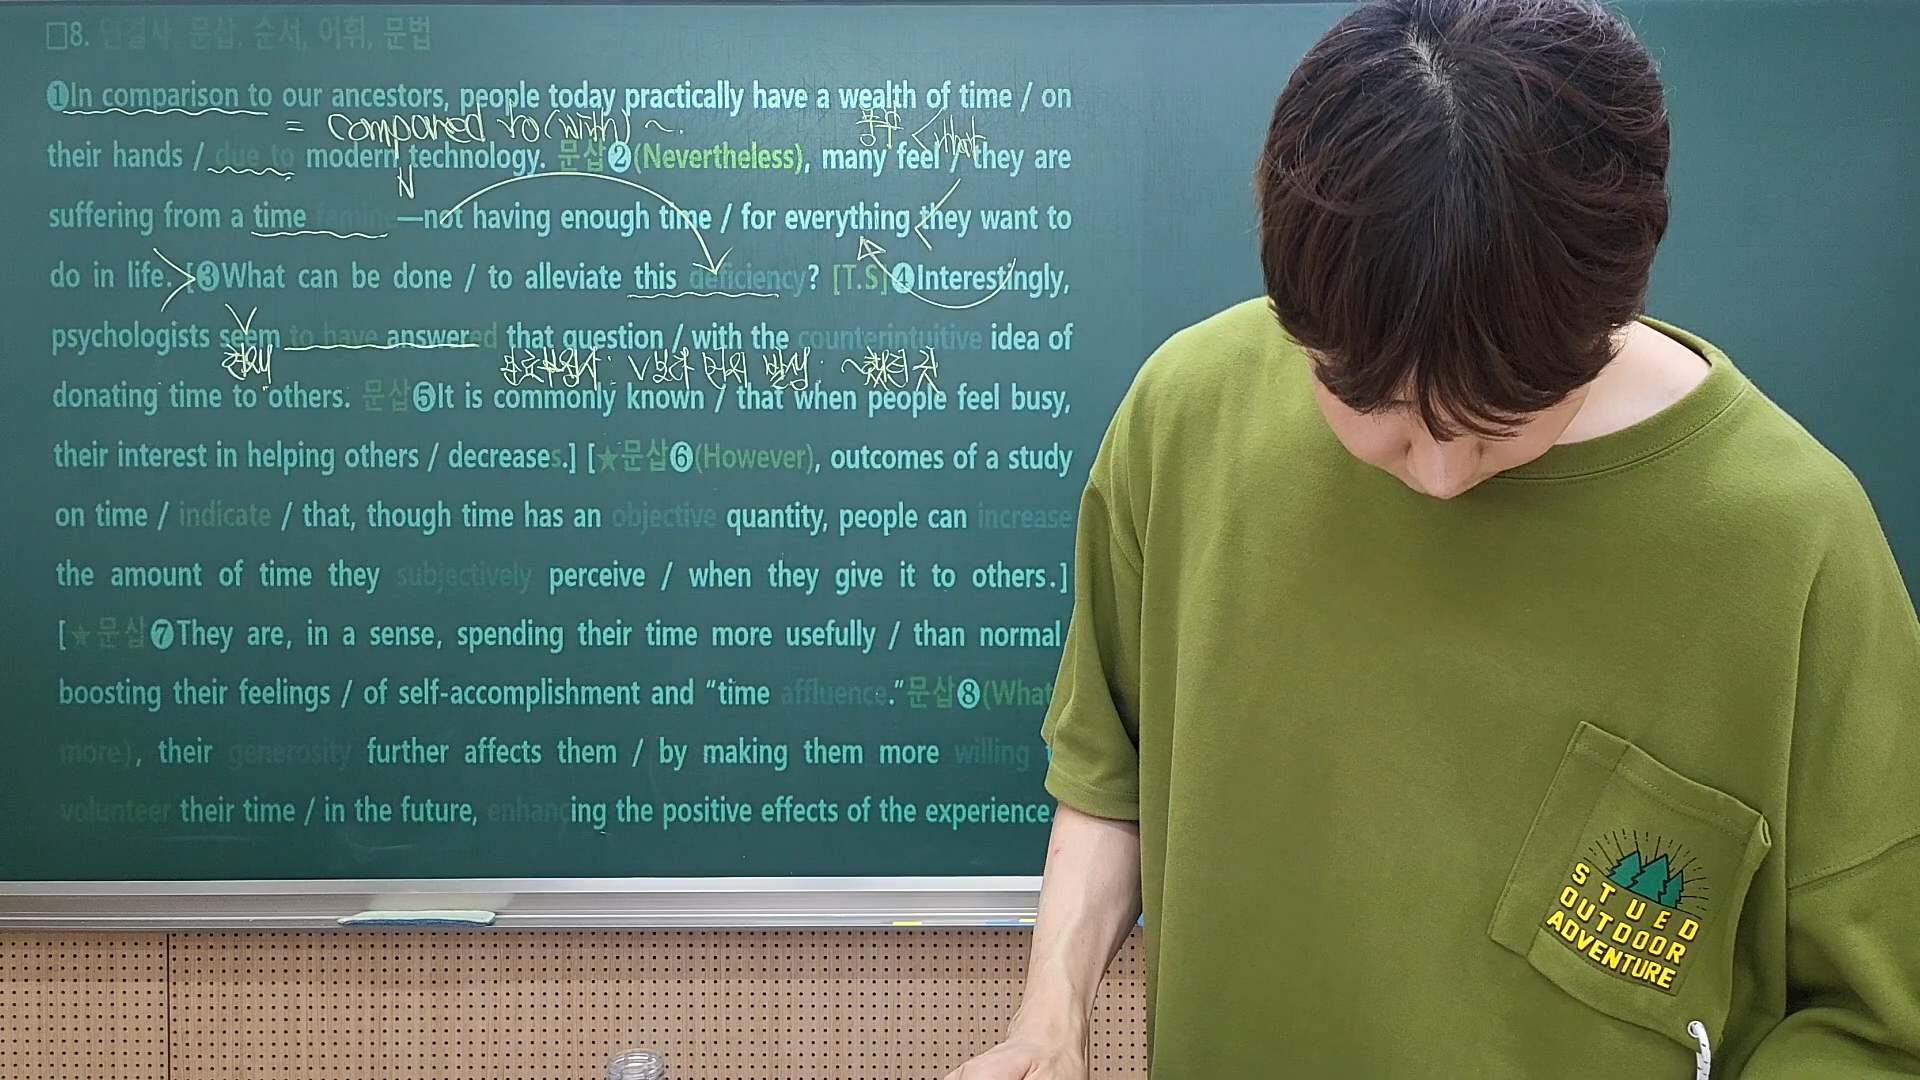 □8. 연결사, 문삽, 순서, 어휘, 문법
❶In comparison to our ancestors, people today practically have a wealth of time / on
= compared to(with) ~.
their hands / due to modern technology. 문삽❷(Nevertheless), many feel / they are
N
suffering from a time famine—not having enough time / for everything they want to
do in life. [❸What can be done / to alleviate this deficiency? [T.S]❹Interestingly,
psychologists seem to have answered that question / with the counterintuitive idea of
donating time to others. 문삽❺It is commonly known / that when people feel busy,
their interest in helping others / decreases.] [★문삽❻(However), outcomes of a study
on time / indicate / that, though time has an objective quantity, people can increase
the amount of time they subjectively perceive / when they give it to others.]
[★문삽❼They are, in a sense, spending their time more usefully / than normal
boosting their feelings / of self-accomplishment and “time affluence.”문삽❽(What
more), their generosity further affects them / by making them more willing
volunteer their time / in the future, enhancing the positive effects of the experience.
STUED
OUTDOOR
ADVENTURE